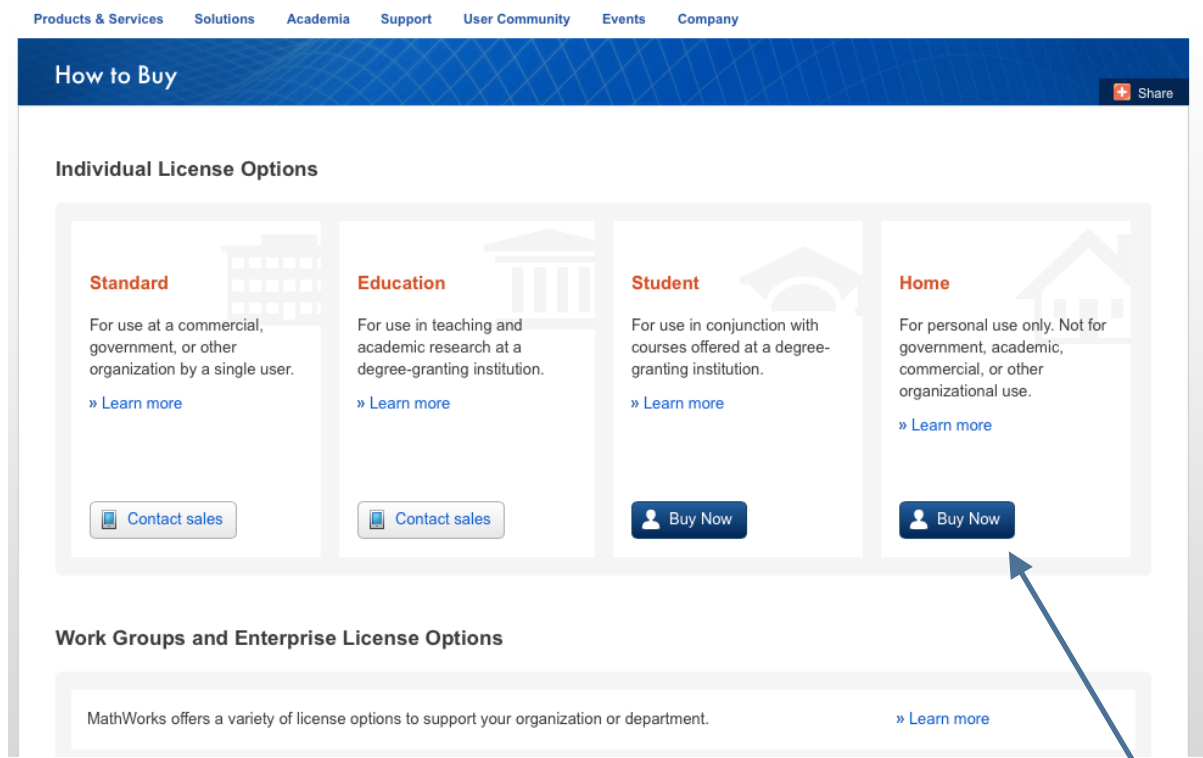 Products & Services Solutions Academia Support User Community Events Company
How to Buy
Share
Individual License Options
Standard
For use at a commercial,
government, or other
organization by a single user.
» Learn more
Contact sales
Education
For use in teaching and
academic research at a
degree-granting institution.
» Learn more
Contact sales
Student
For use in conjunction with
courses offered at a degree-
granting institution.
» Learn more
Buy Now
Home
For personal use only. Not for
government, academic,
commercial, or other
organizational use.
» Learn more
Buy Now
Work Groups and Enterprise License Options
MathWorks offers a variety of license options to support your organization or department. » Learn more